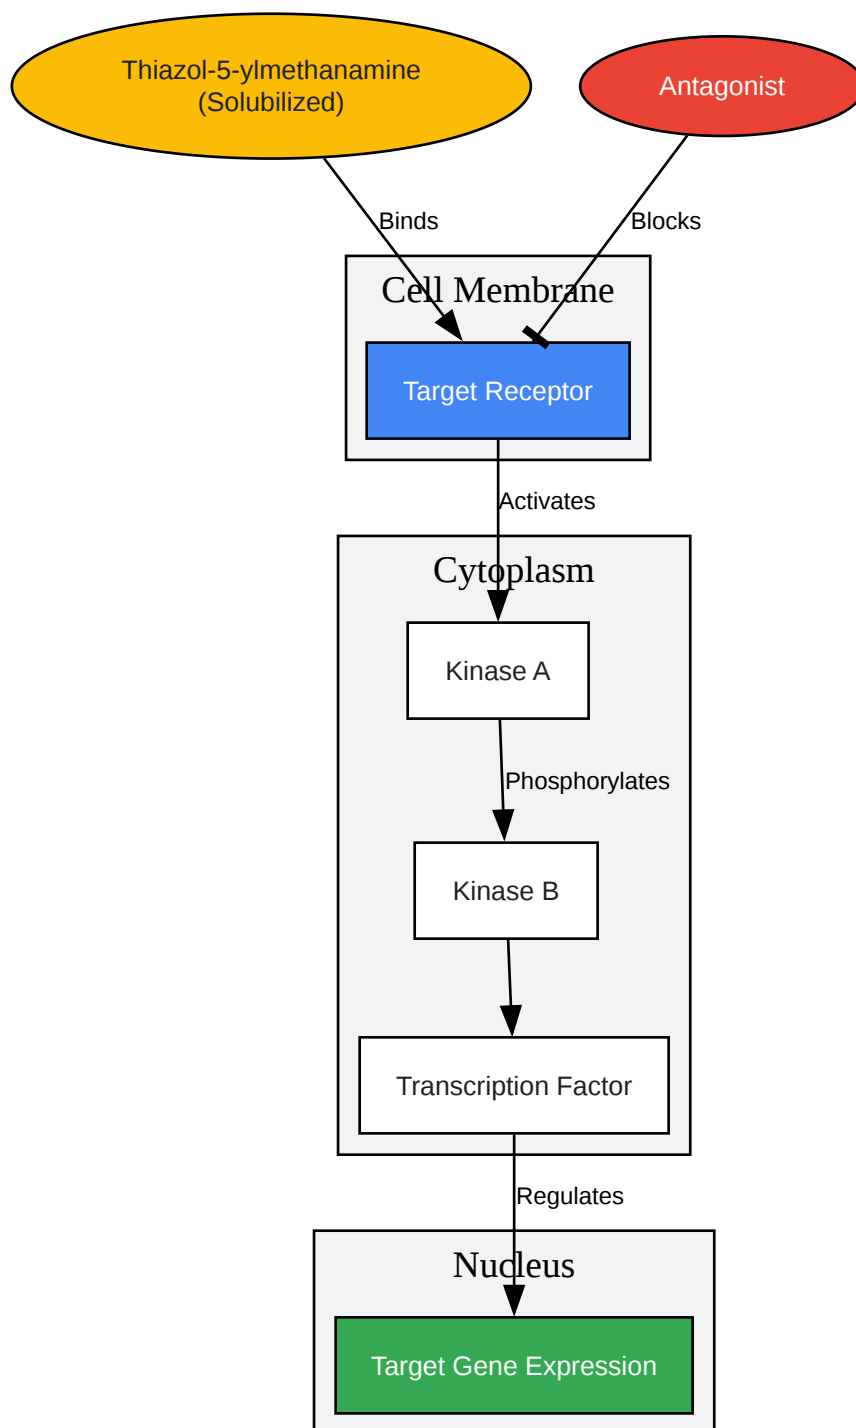 Thiazol-5-ylmethanamine
(Solubilized)
Antagonist
Binds
Blocks
Cell Membrane
Target Receptor
Activates
Cytoplasm
Kinase A
Phosphorylates
Kinase B
Transcription Factor
Regulates
Nucleus
Target Gene Expression